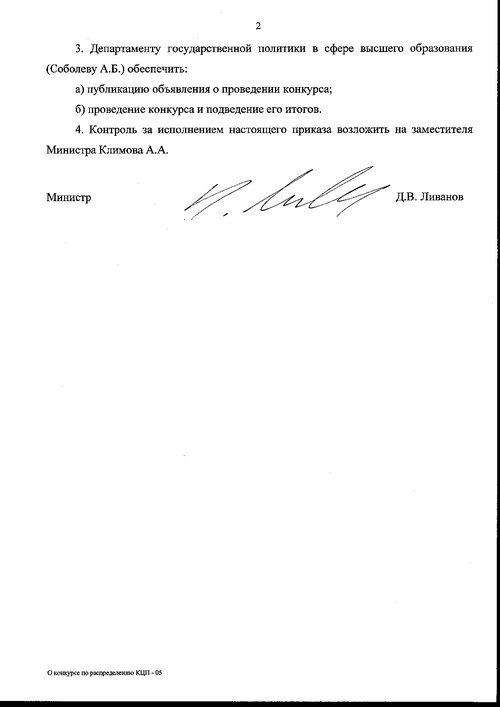 2
3. Департаменту государственной политики в сфере высшего образования
(Соболеву А.Б.) обеспечить:
а) публикацию объявления о проведении конкурса;
б) проведение конкурса и подведение его итогов.
4. Контроль за исполнением настоящего приказа возложить на заместителя
Министра Климова А.А.
Министр Д.В. Ливанов
О конкурсе по распределению КЦП - 05